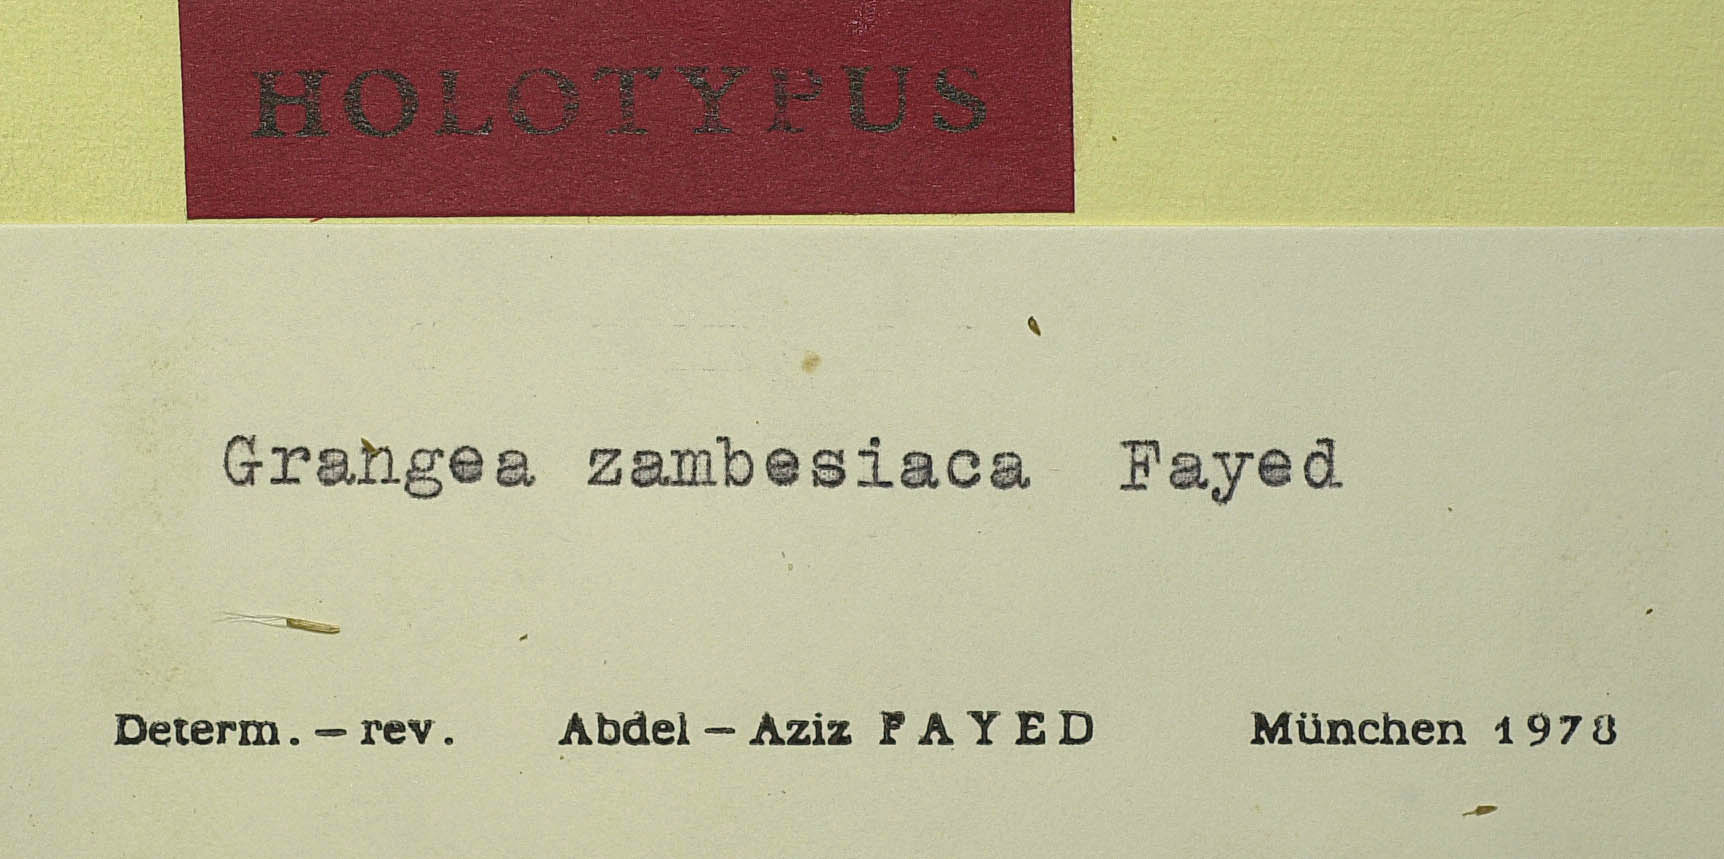 HOLOTYPUS
Grangea zambesiaca Fayed
Determ. – rev. Abdel – Aziz FAYED München 1978